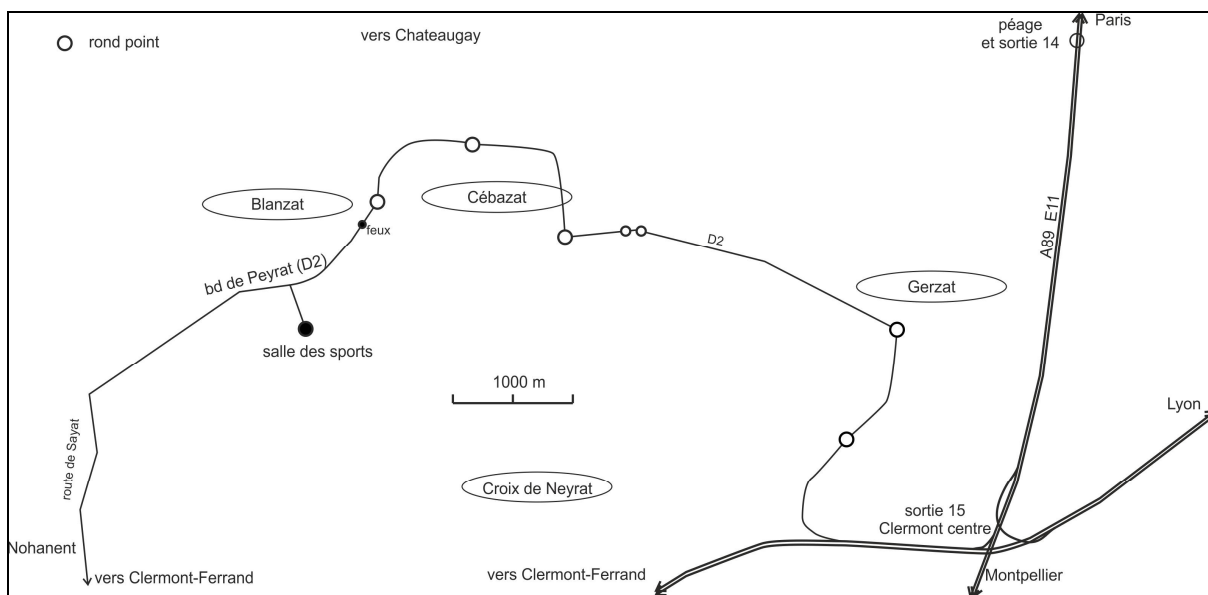 rond point
vers Chateaugay
péage
et sortie 14
Paris
A89 E11
Blanzat
Cébazat
feux
D2
bd de Peyrat (D2)
Gerzat
salle des sports
1000 m
Lyon
route de Sayat
Croix de Neyrat
sortie 15
Clermont centre
Nohanent
vers Clermont-Ferrand
vers Clermont-Ferrand
Montpellier